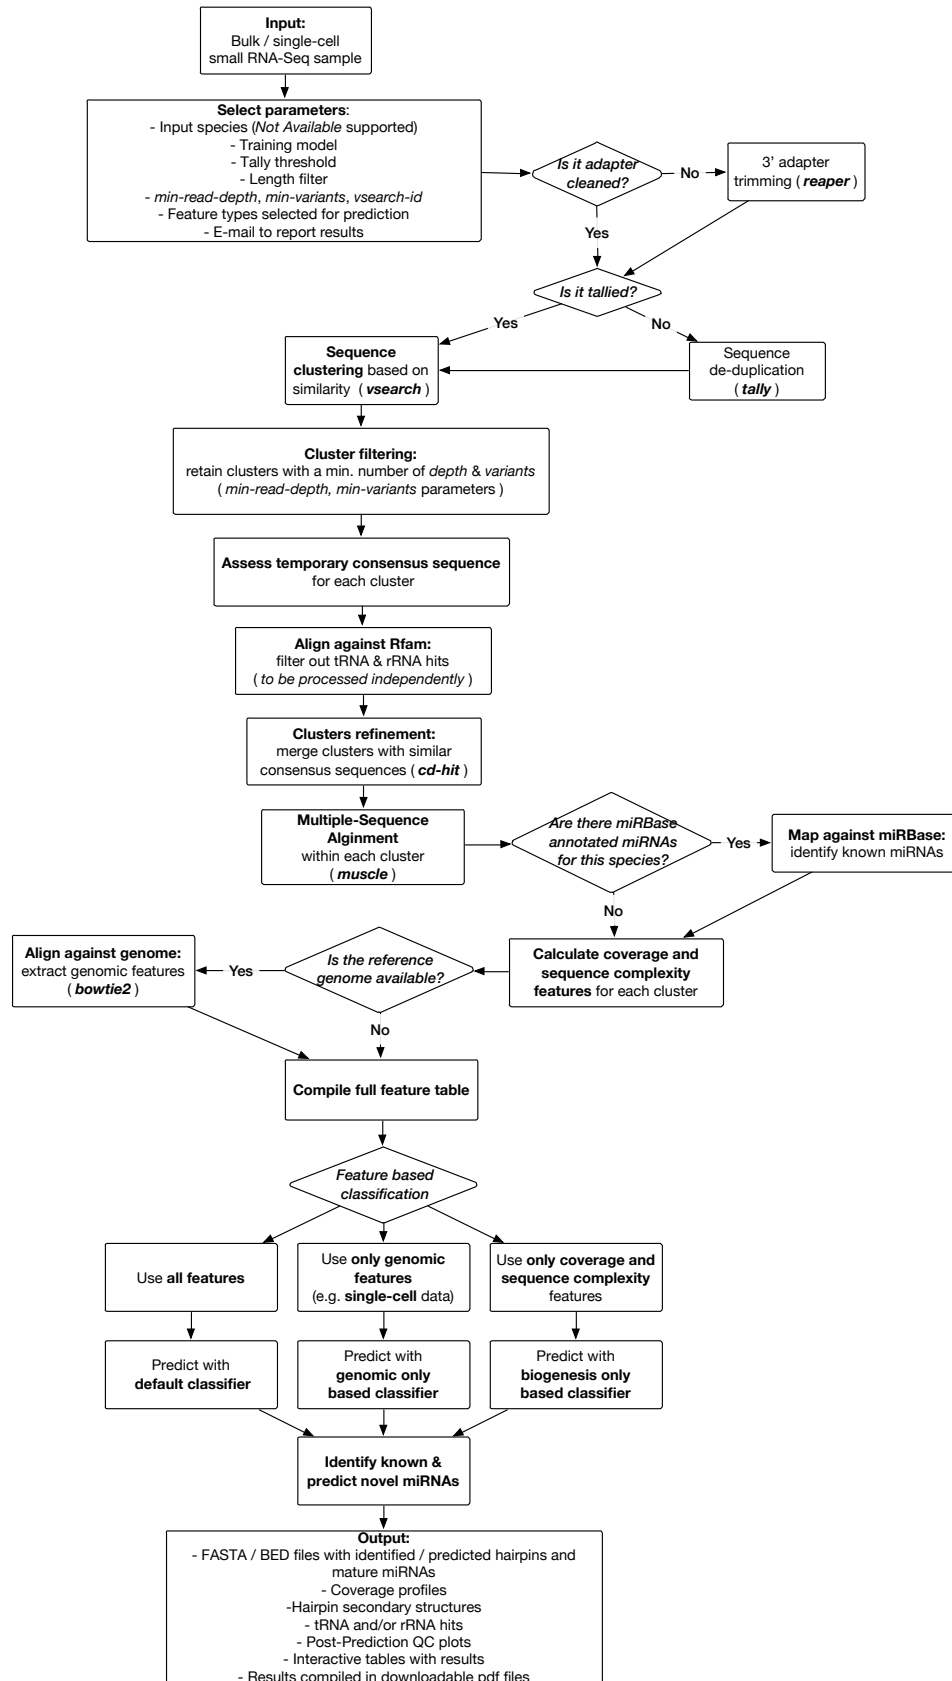 Input:
Bulk / single-cell
small RNA-Seq sample
Select parameters:
- Input species (Not Available supported)
- Training model
- Tally threshold
- Length filter
- min-read-depth, min-variants, vsearch-id
- Feature types selected for prediction
- E-mail to report results
Is it adapter
cleaned?
No
3' adapter
trimming ( reaper )
Yes
Is it tallied?
Yes
No
Sequence
clustering based on
similarity ( vsearch )
Sequence
de-duplication
( tally )
Cluster filtering:
retain clusters with a min. number of depth & variants
( min-read-depth, min-variants parameters )
Assess temporary consensus sequence
for each cluster
Align against Rfam:
filter out tRNA & rRNA hits
( to be processed independently )
Clusters refinement:
merge clusters with similar
consensus sequences ( cd-hit )
Multiple-Sequence
Alginment
within each cluster
( muscle )
Are there miRBase
annotated miRNAs
for this species?
Yes
Map against miRBase:
identify known miRNAs
No
Align against genome:
extract genomic features
( bowtie2 )
Yes
Is the reference
genome available?
Calculate coverage and
sequence complexity
features for each cluster
No
Compile full feature table
Feature based
classification
Use all features
Use only genomic
features
(e.g. single-cell data)
Use only coverage and
sequence complexity
features
Predict with
default classifier
Predict with
genomic only
based classifier
Predict with
biogenesis only
based classifier
Identify known &
predict novel miRNAs
Output:
- FASTA / BED files with identified / predicted hairpins and
mature miRNAs
- Coverage profiles
-Hairpin secondary structures
- tRNA and/or rRNA hits
- Post-Prediction QC plots
- Interactive tables with results
- Results compiled in downloadable pdf files